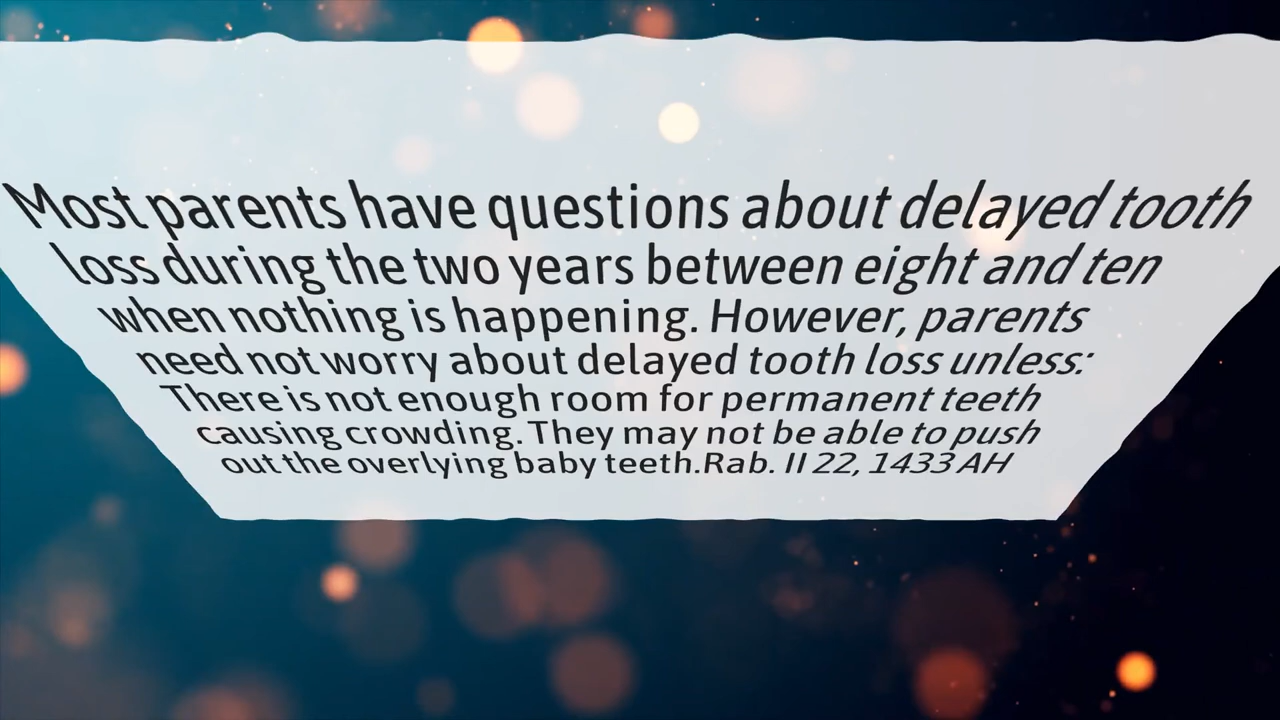 Most parents have questions about delayed tooth
loss during the two years between eight and ten
when nothing is happening. However, parents
need not worry about delayed tooth loss unless:
There is not enough room for permanent teeth
causing crowding. They may not be able to push
out the overlying baby teeth.Rab. II 22, 1433 AH